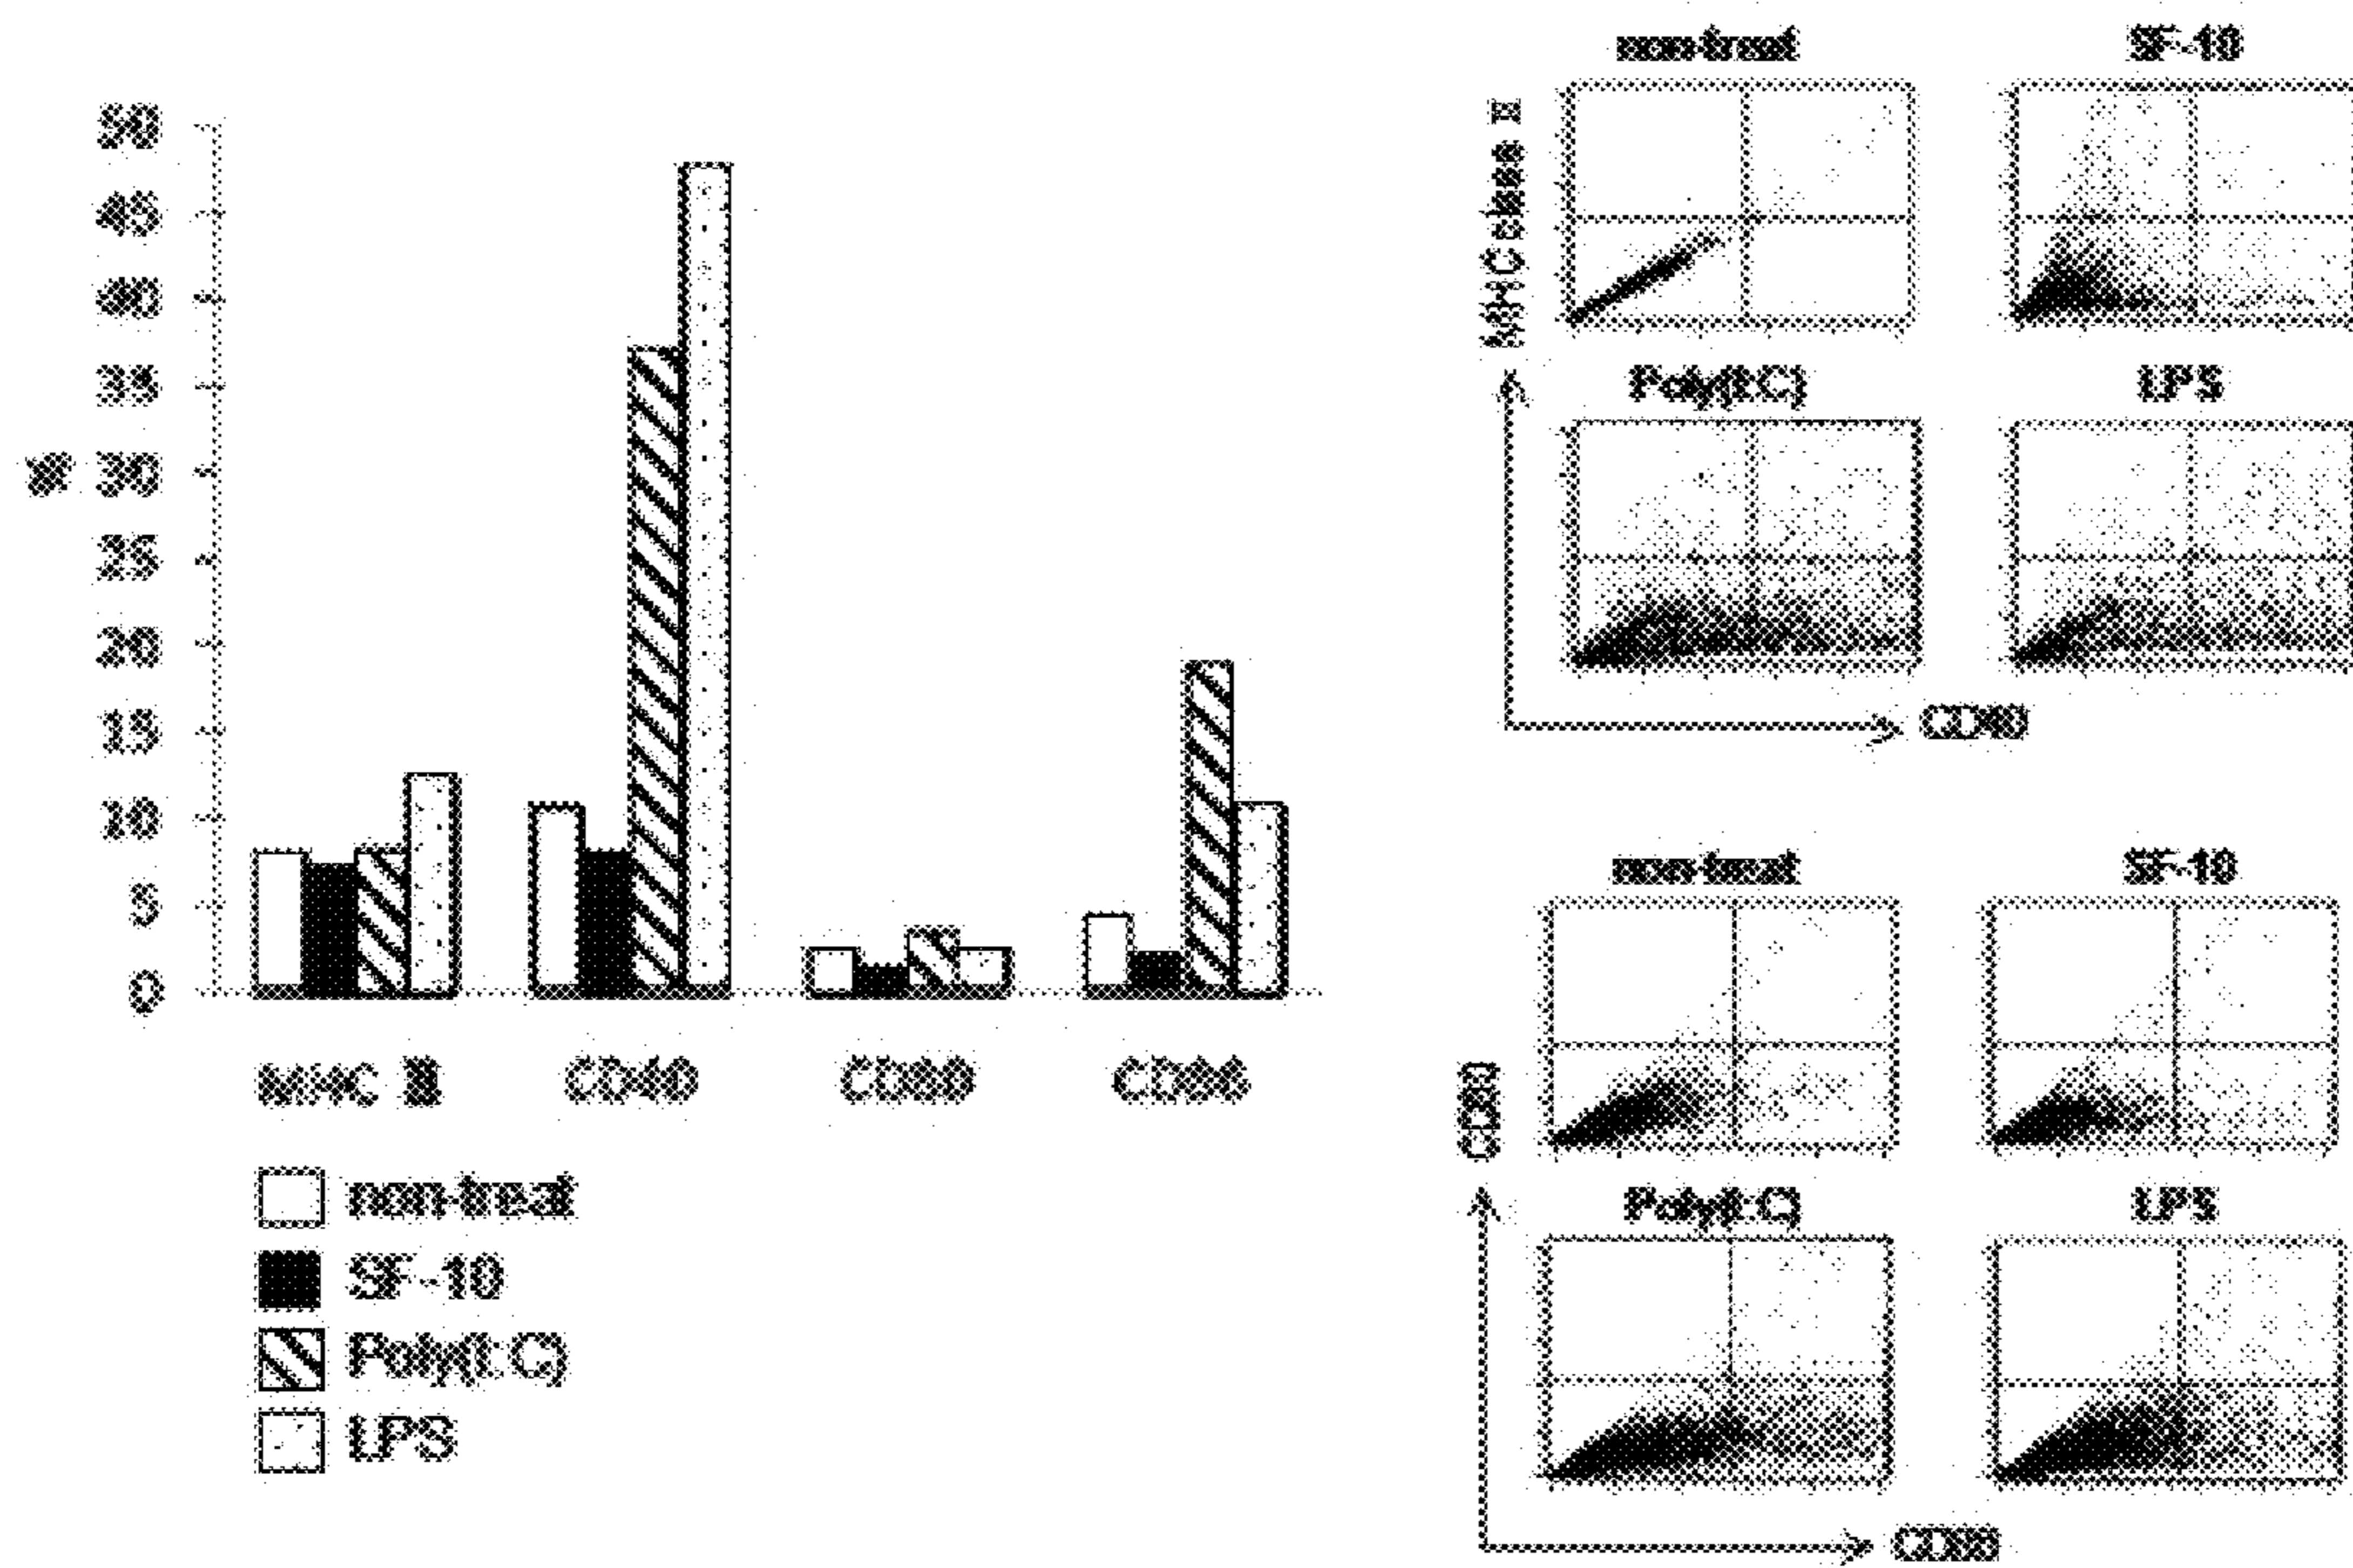 50
45
40
35
% 30
25
20
15
10
5
0
MHC II CD40 CD80 CD86
non-treat
SF-10
Poly(I:C)
LPS
non-treat SF-10
MHC class II
Poly(I:C) LPS
CD40
non-treat SF-10
CD80
Poly(I:C) LPS
CD86